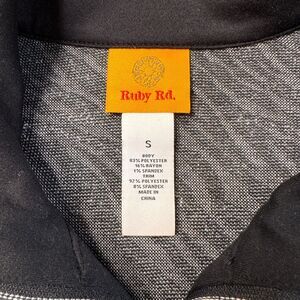 Ruby Rd.
S
BODY
83% POLYESTER
16% RAYON
1% SPANDEX
TRIM
92% POLYESTER
8% SPANDEX
MADE IN
CHINA